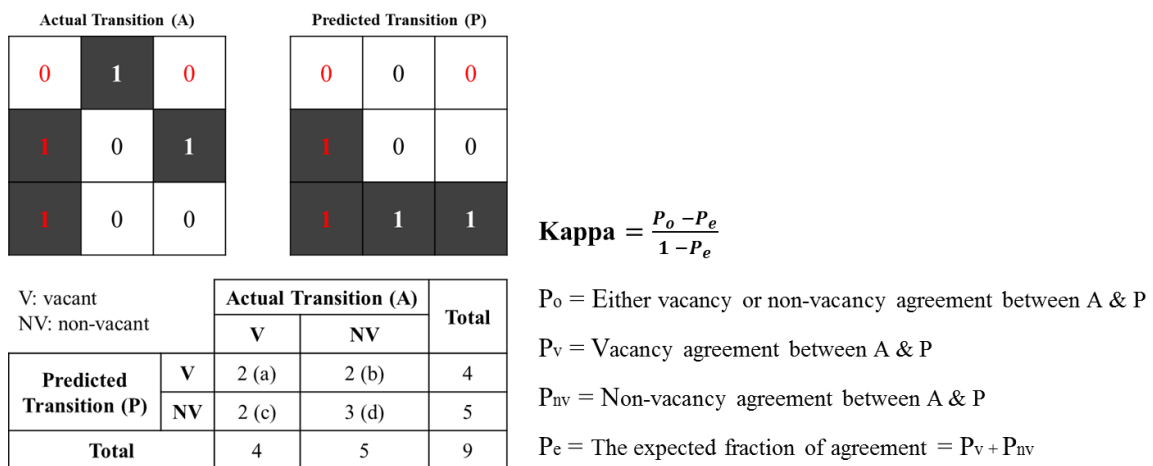 Actual Transition (A)
Predicted Transition (P)
0 1 0
1 0 1
1 0 0
0 0 0
1 0 0
1 1 1
V: vacant
NV: non-vacant
Actual Transition (A) Total
V NV
Predicted Transition (P) V 2 (a) 2 (b) 4
NV 2 (c) 3 (d) 5
Total 4 5 9
Kappa = (Po − Pe) / (1 − Pe)
Po = Either vacancy or non-vacancy agreement between A & P
Pv = Vacancy agreement between A & P
Pnv = Non-vacancy agreement between A & P
Pe = The expected fraction of agreement = Pv + Pnv